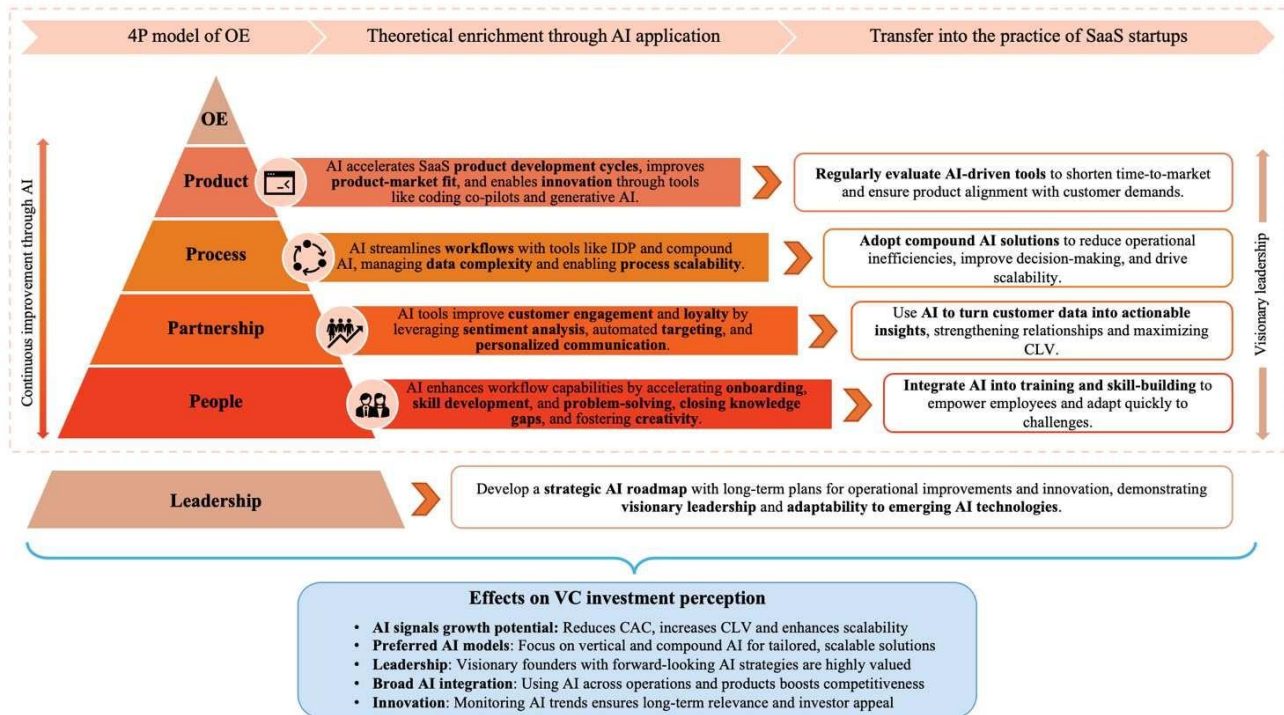 4P model of OE
Theoretical enrichment through AI application
Transfer into the practice of SaaS startups
OE
Continuous improvement through AI
Product
AI accelerates SaaS product development cycles, improves
product-market fit, and enables innovation through tools
like coding co-pilots and generative AI.
Regularly evaluate AI-driven tools to shorten time-to-market
and ensure product alignment with customer demands.
Process
AI streamlines workflows with tools like IDP and compound
AI, managing data complexity and enabling process scalability.
Adopt compound AI solutions to reduce operational
inefficiencies, improve decision-making, and drive
scalability.
Partnership
AI tools improve customer engagement and loyalty by
leveraging sentiment analysis, automated targeting, and
personalized communication.
Use AI to turn customer data into actionable
insights, strengthening relationships and maximizing
CLV.
People
AI enhances workflow capabilities by accelerating onboarding,
skill development, and problem-solving, closing knowledge
gaps, and fostering creativity.
Integrate AI into training and skill-building to
empower employees and adapt quickly to
challenges.
Visionary leadership
Leadership
Develop a strategic AI roadmap with long-term plans for operational improvements and innovation, demonstrating
visionary leadership and adaptability to emerging AI technologies.
Effects on VC investment perception
• AI signals growth potential: Reduces CAC, increases CLV and enhances scalability
• Preferred AI models: Focus on vertical and compound AI for tailored, scalable solutions
• Leadership: Visionary founders with forward-looking AI strategies are highly valued
• Broad AI integration: Using AI across operations and products boosts competitiveness
• Innovation: Monitoring AI trends ensures long-term relevance and investor appeal